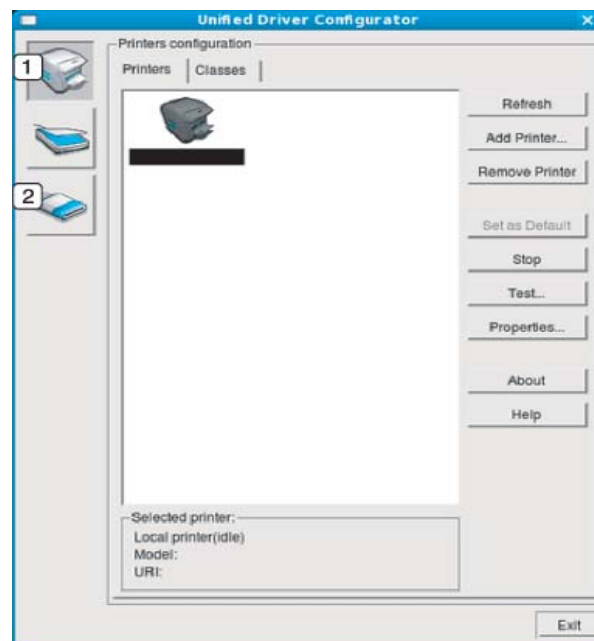 Unified Driver Configurator
1
2
Printers configuration
Printers Classes
Refresh
Add Printer...
Remove Printer
Set as Default
Stop
Test...
Properties...
About
Help
Selected printer:
Local printer(idle)
Model:
URI:
Exit